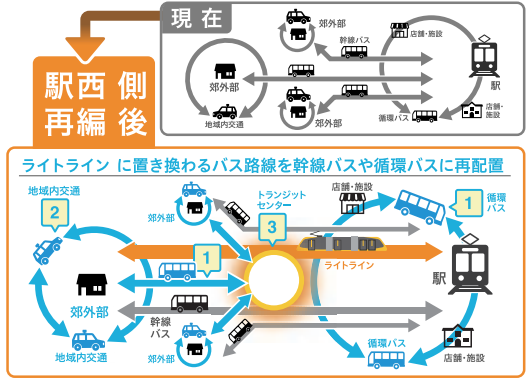 現在
郊外部
幹線バス
店舗・施設
郊外部
駅
地域内交通
郊外部
循環バス
店舗・
施設
駅西側
再編後
ライトライン に置き換わるバス路線を幹線バスや循環バスに再配置
地域内交通
2
郊外部
トランジット
センター
3
店舗・施設
1
循環
バス
1
ライトライン
駅
郊外部
幹線
バス
地域内交通
郊外部
循環バス
店舗・施設